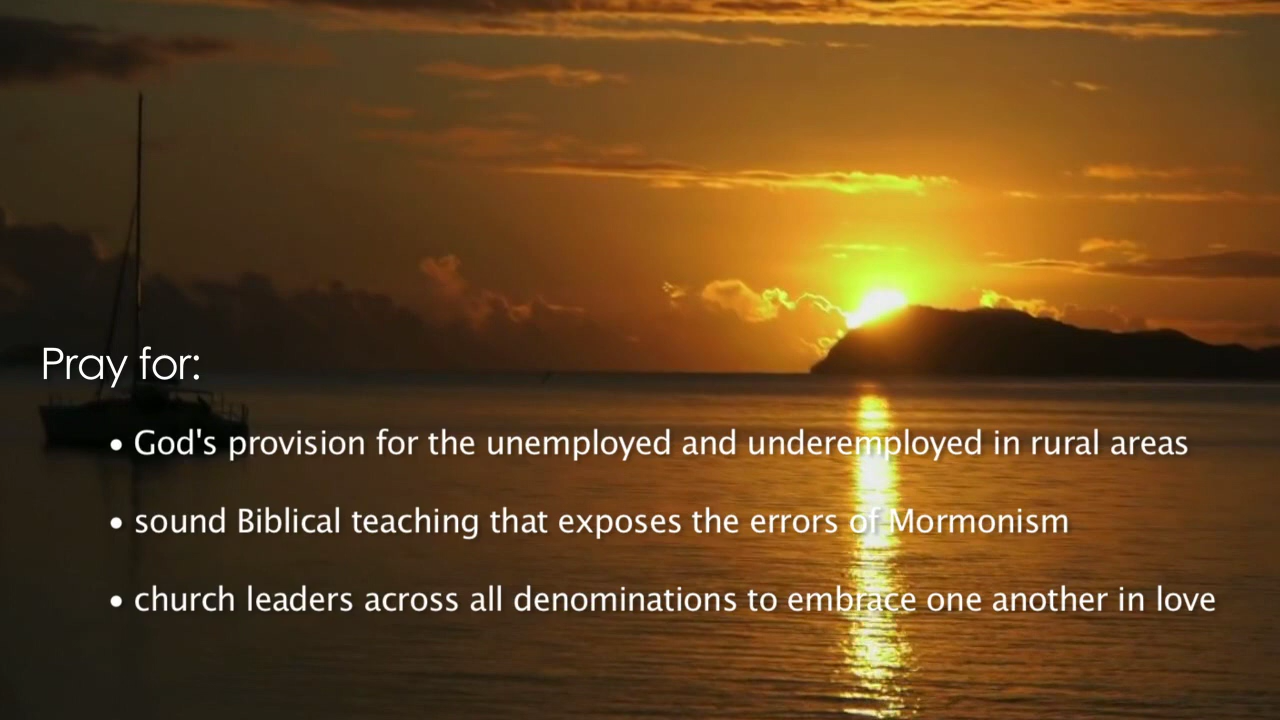 Pray for:
• God's provision for the unemployed and underemployed in rural areas
• sound Biblical teaching that exposes the errors of Mormonism
• church leaders across all denominations to embrace one another in love